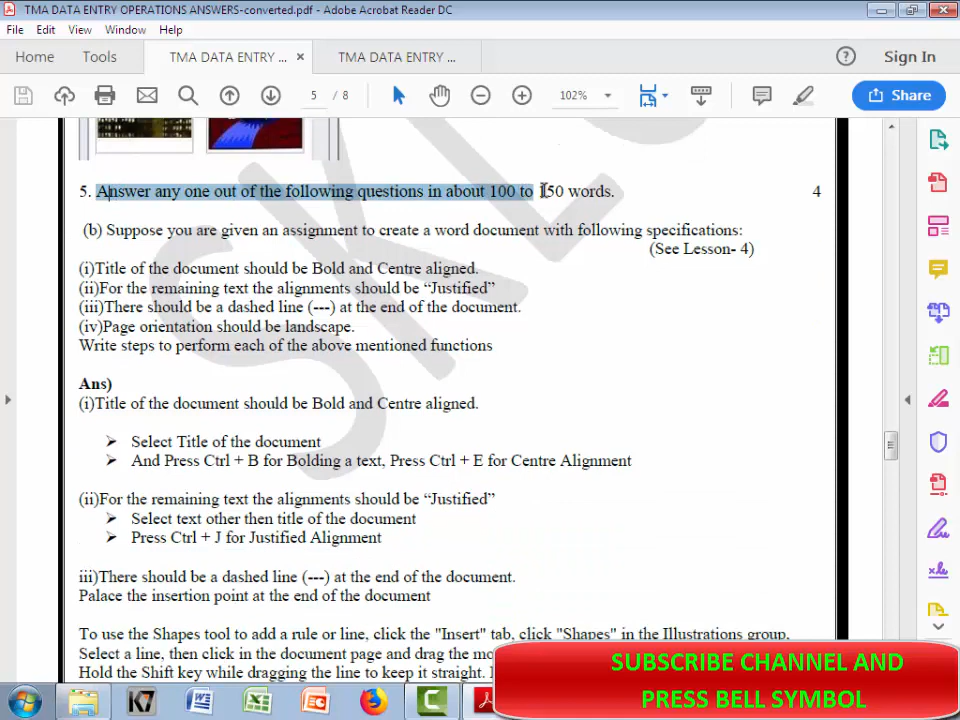 TMA DATA ENTRY OPERATIONS ANSWERS-converted.pdf - Adobe Acrobat Reader DC
File Edit View Window Help
Home Tools TMA DATA ENTRY ... × TMA DATA ENTRY ... Sign In
5 / 8 102% Share
5. Answer any one out of the following questions in about 100 to 150 words. 4
(b) Suppose you are given an assignment to create a word document with following specifications:
(See Lesson- 4)
(i)Title of the document should be Bold and Centre aligned.
(ii)For the remaining text the alignments should be “Justified”
(iii)There should be a dashed line (---) at the end of the document.
(iv)Page orientation should be landscape.
Write steps to perform each of the above mentioned functions
Ans)
(i)Title of the document should be Bold and Centre aligned.
➢ Select Title of the document
➢ And Press Ctrl + B for Bolding a text, Press Ctrl + E for Centre Alignment
(ii)For the remaining text the alignments should be “Justified”
➢ Select text other then title of the document
➢ Press Ctrl + J for Justified Alignment
iii)There should be a dashed line (---) at the end of the document.
Palace the insertion point at the end of the document
To use the Shapes tool to add a rule or line, click the "Insert" tab, click "Shapes" in the Illustrations group,
Select a line, then click in the document page and drag the
Hold the Shift key while dragging the line to keep it straight.
SUBSCRIBE CHANNEL AND
PRESS BELL SYMBOL